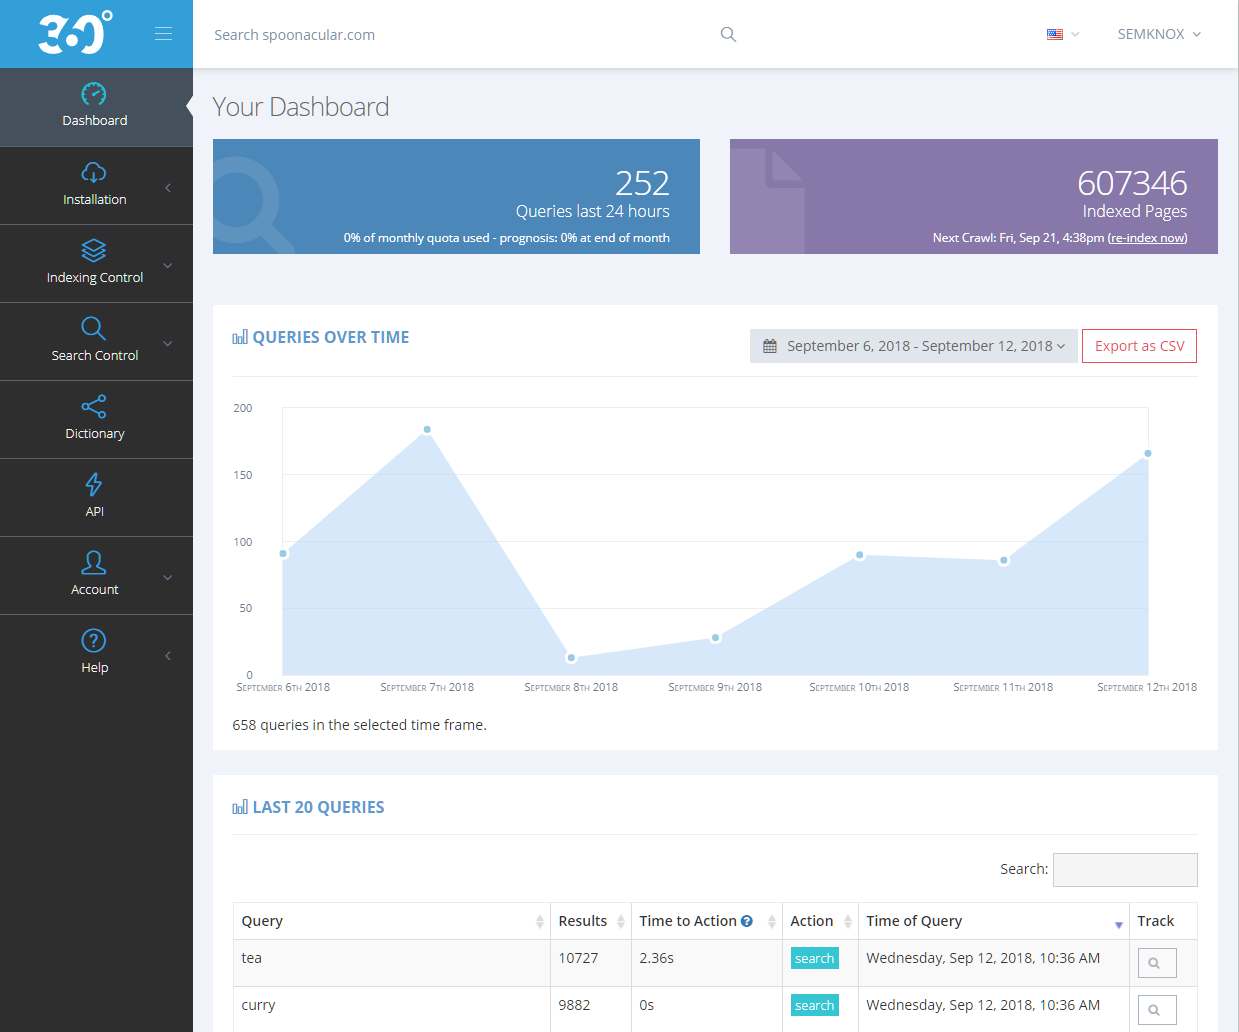 360°
Search spoonacular.com
SEMKNOX
Dashboard
Installation
Indexing Control
Search Control
Dictionary
API
Account
Help
Your Dashboard
252
Queries last 24 hours
0% of monthly quota used - prognosis: 0% at end of month
607346
Indexed Pages
Next Crawl: Fri, Sep 21, 4:38pm (re-index now)
QUERIES OVER TIME
September 6, 2018 - September 12, 2018
Export as CSV
200
150
100
50
0
September 6th 2018 September 7th 2018 September 8th 2018 September 9th 2018 September 10th 2018 September 11th 2018 September 12th 2018
658 queries in the selected time frame.
LAST 20 QUERIES
Search:
Query Results Time to Action ? Action Time of Query Track
tea 10727 2.36s search Wednesday, Sep 12, 2018, 10:36 AM
curry 9882 0s search Wednesday, Sep 12, 2018, 10:36 AM